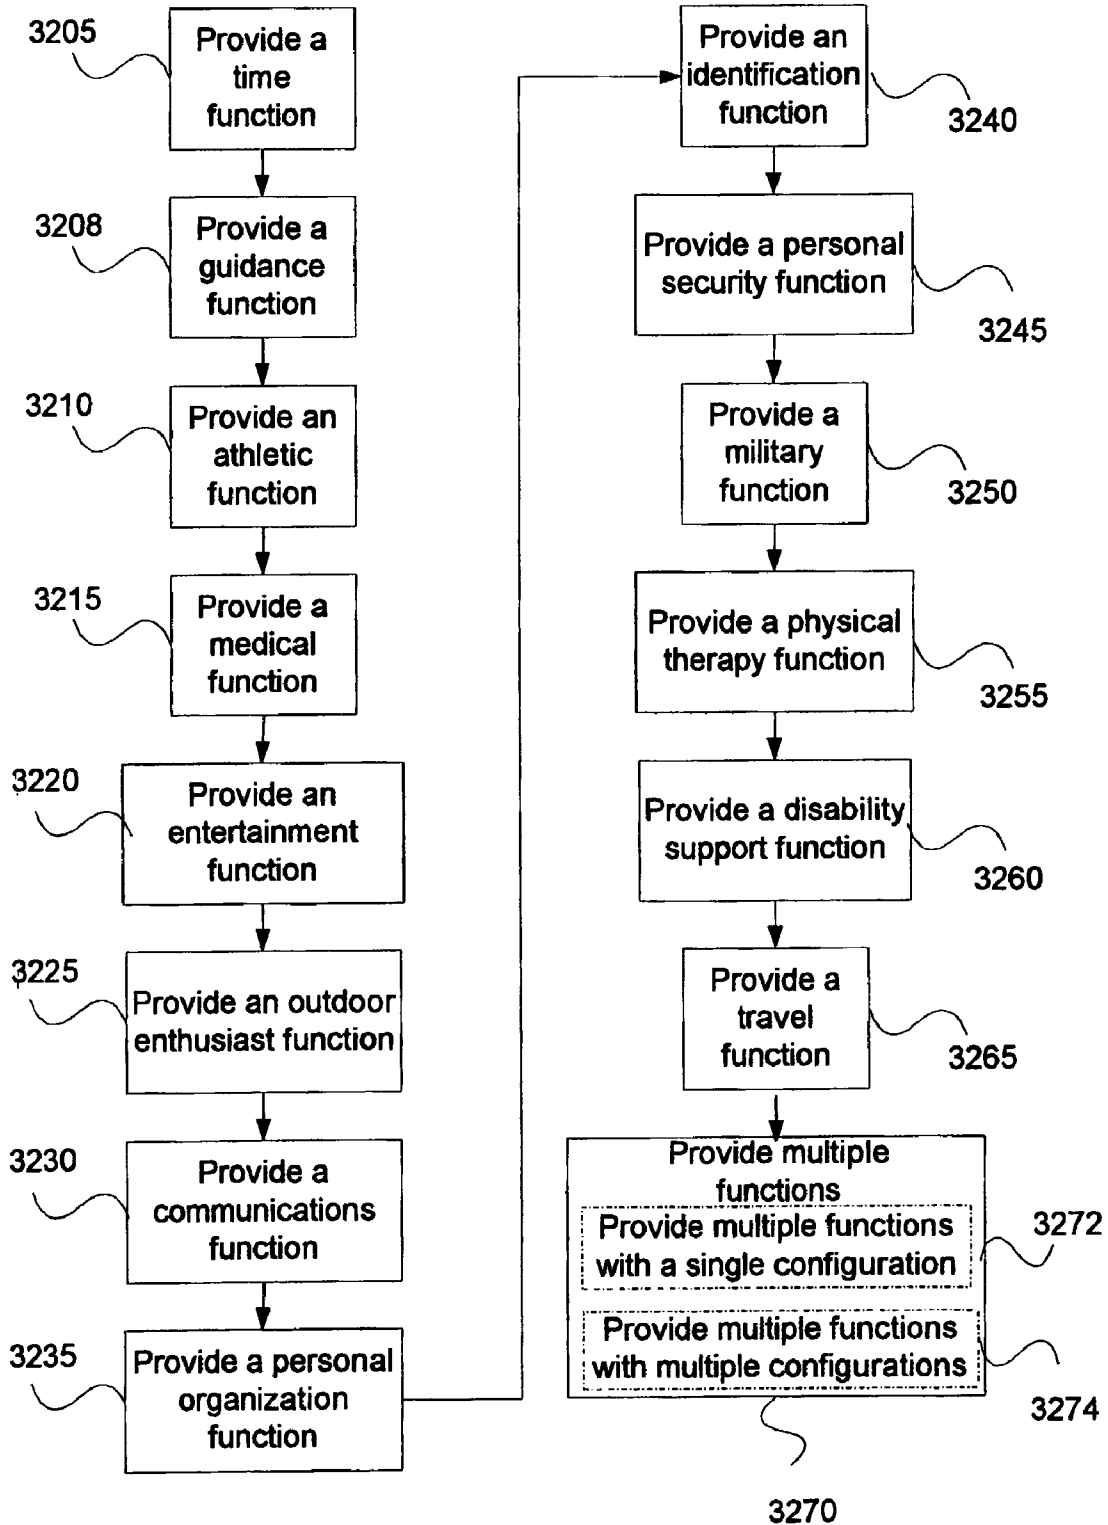 3205
Provide a
time
function
3208
Provide a
guidance
function
3210
Provide an
athletic
function
3215
Provide a
medical
function
3220
Provide an
entertainment
function
3225
Provide an outdoor
enthusiast function
3230
Provide a
communications
function
3235
Provide a personal
organization
function
Provide an
identification
function
3240
Provide a personal
security function
3245
Provide a
military
function
3250
Provide a physical
therapy function
3255
Provide a disability
support function
3260
Provide a
travel
function
3265
Provide multiple
functions
Provide multiple functions
with a single configuration
3272
Provide multiple functions
with multiple configurations
3274
3270